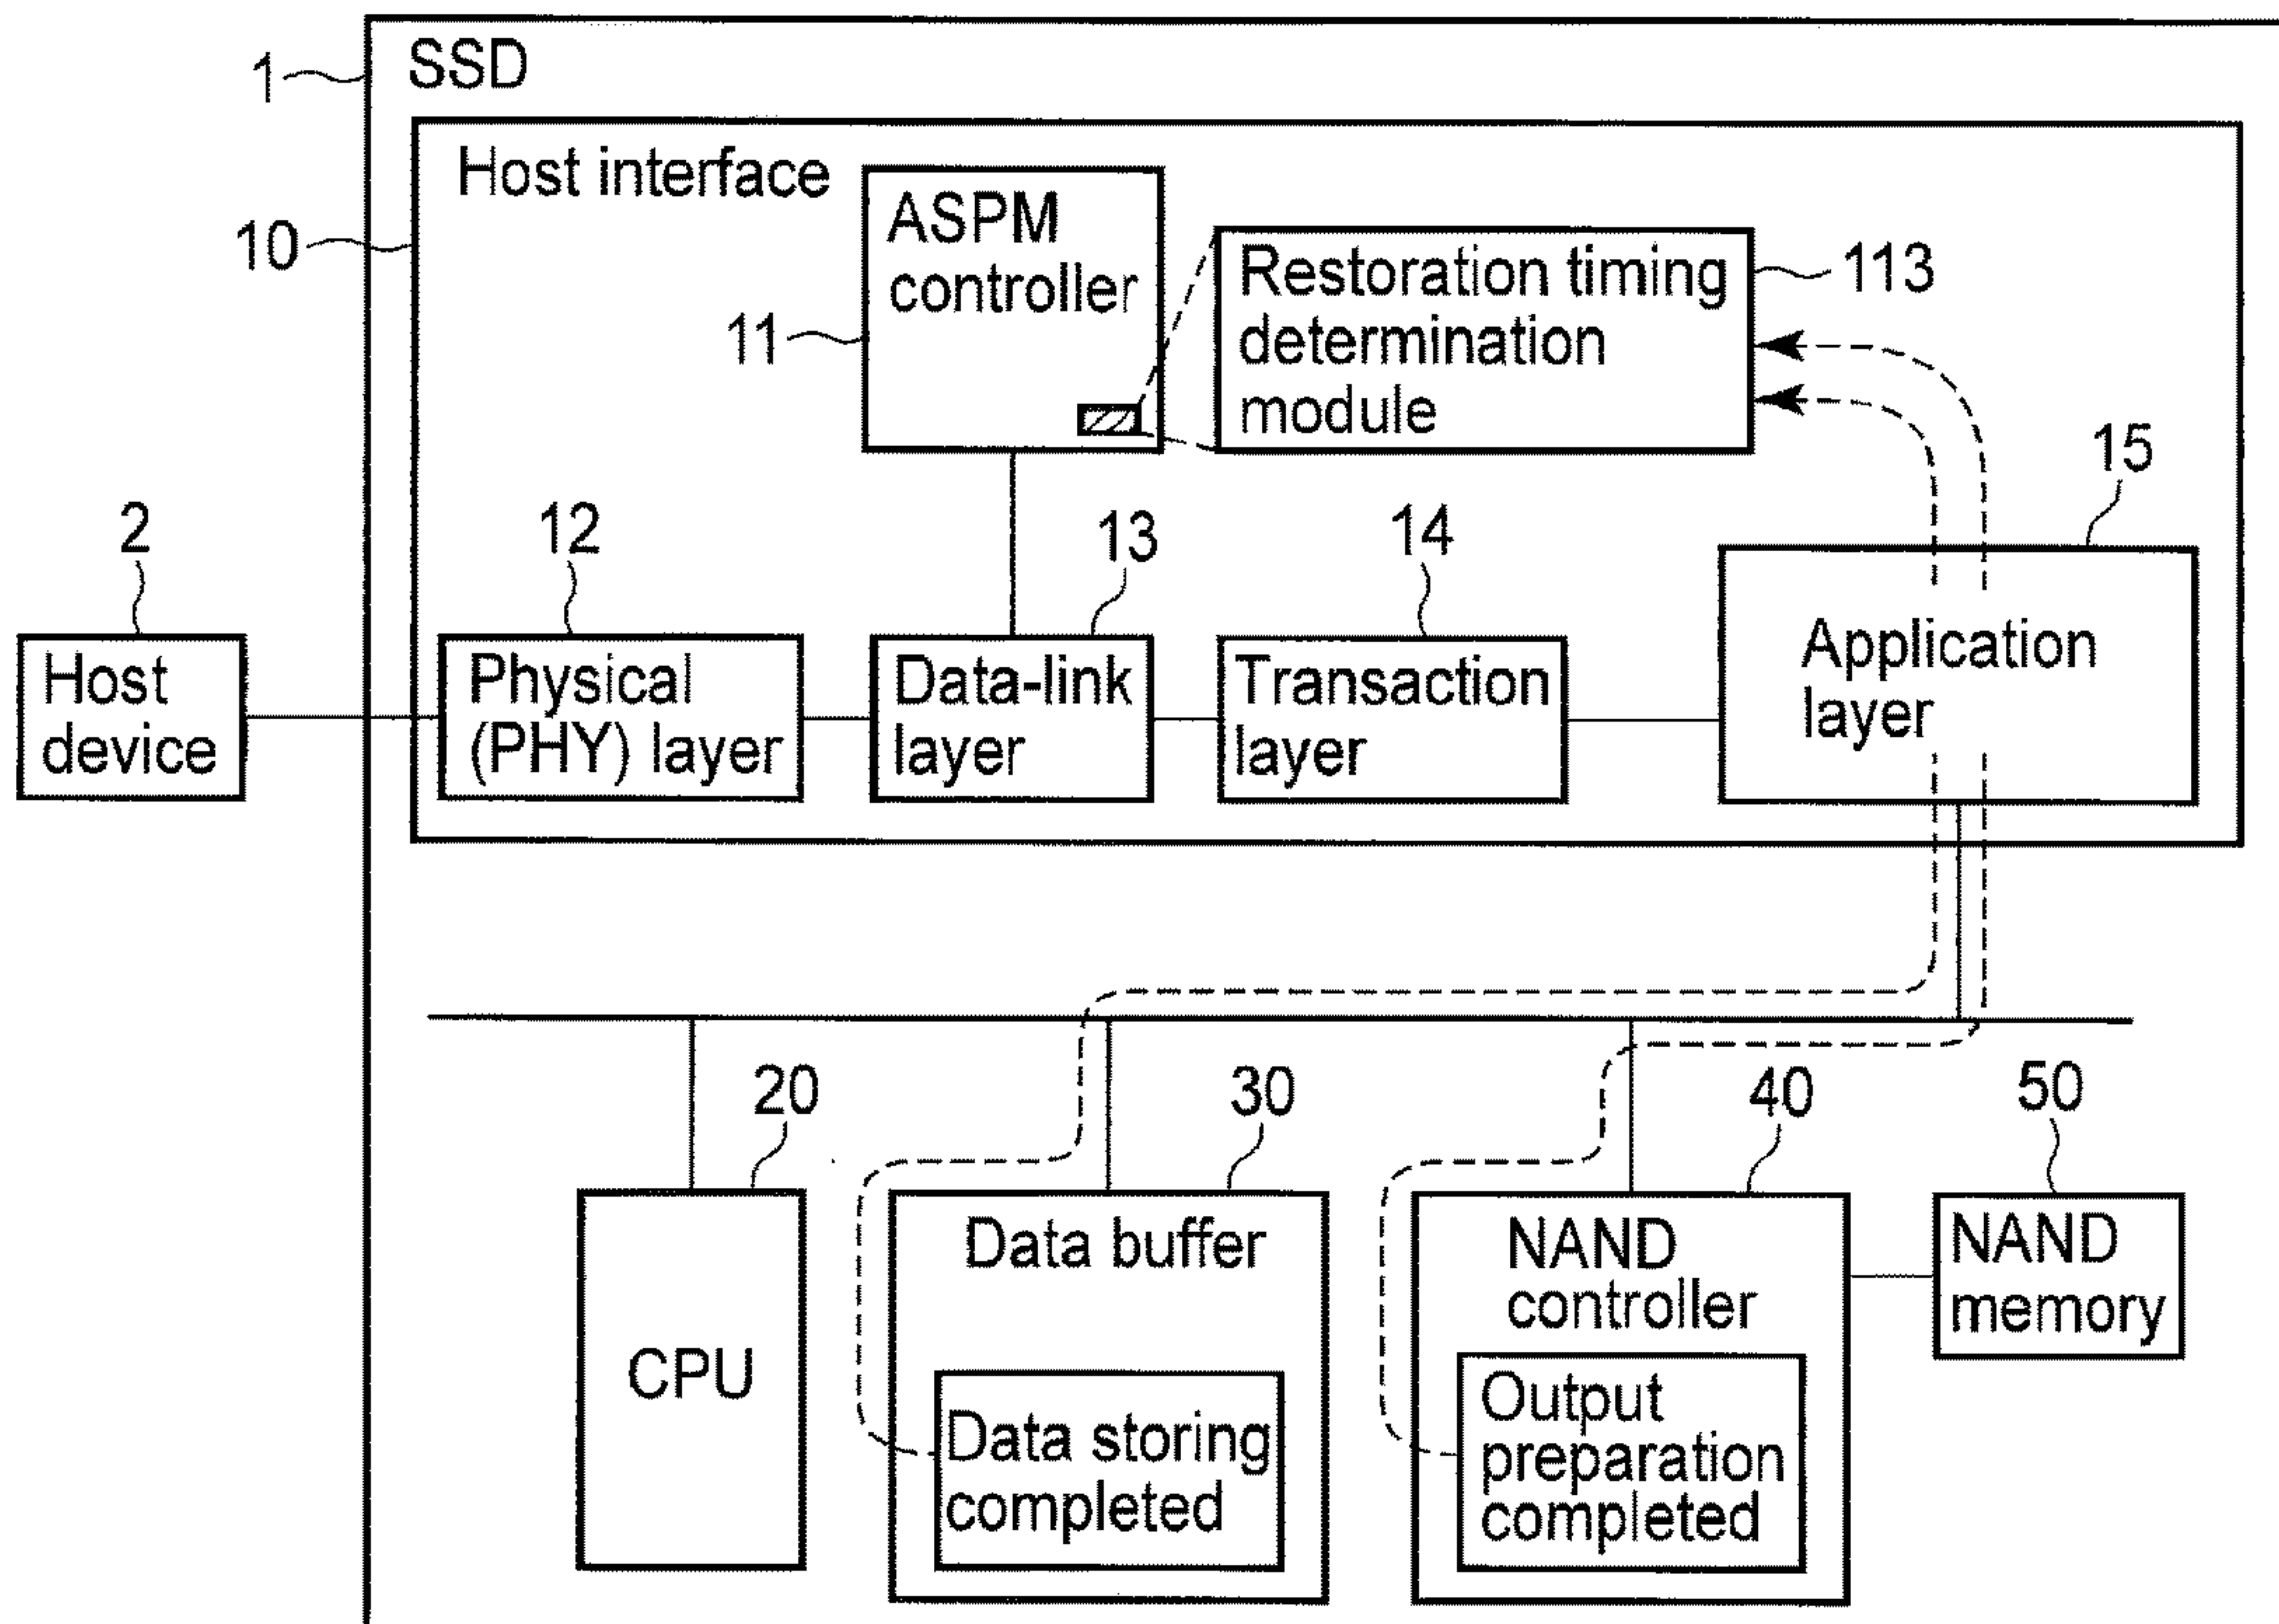 1
SSD
10
Host interface
11
ASPM
controller
Restoration timing
determination
module
113
2
Host
device
12
Physical
(PHY) layer
13
Data-link
layer
14
Transaction
layer
15
Application
layer
20
CPU
30
Data buffer
Data storing
completed
40
NAND
controller
Output
preparation
completed
50
NAND
memory